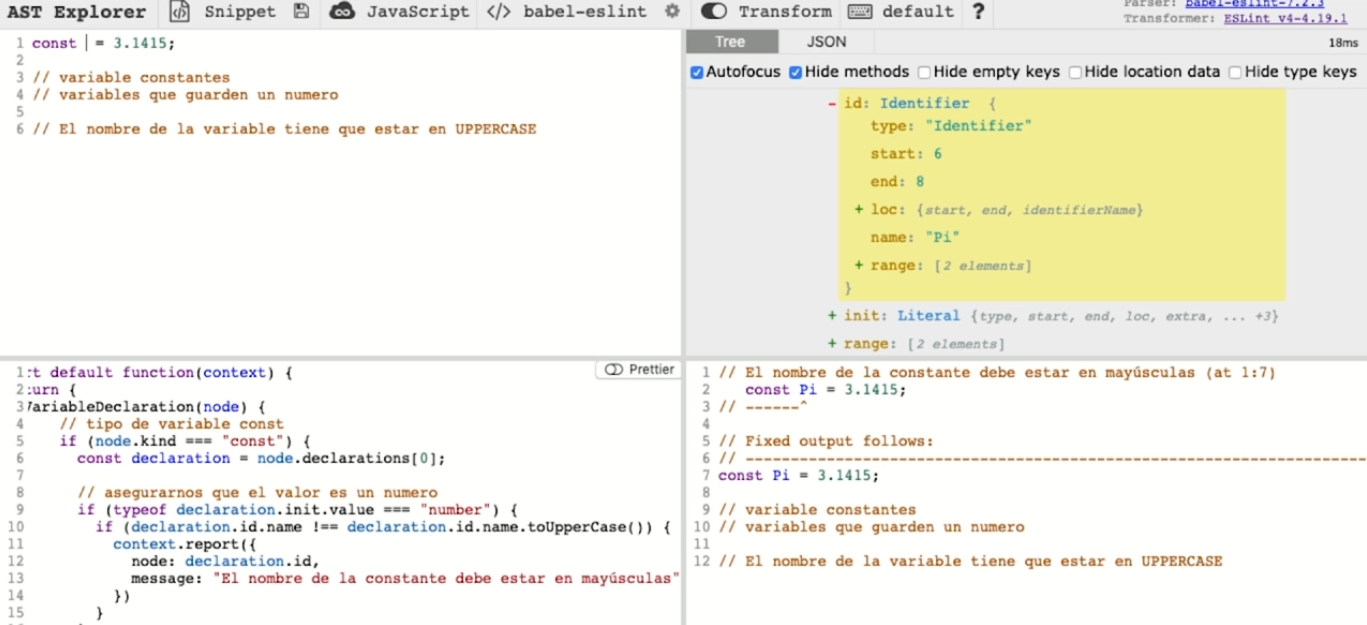 AST Explorer Snippet JavaScript </> babel-eslint Transform default ?
Parser: babel-eslint-7.2.3
Transformer: ESLint v4-4.19.1
1 const | = 3.1415;
2
3 // variable constantes
4 // variables que guarden un numero
5
6 // El nombre de la variable tiene que estar en UPPERCASE
Tree JSON 18ms
Autofocus Hide methods Hide empty keys Hide location data Hide type keys
- id: Identifier {
type: "Identifier"
start: 6
end: 8
+ loc: {start, end, identifierName}
name: "Pi"
+ range: [2 elements]
}
+ init: Literal {type, start, end, loc, extra, ... +3}
+ range: [2 elements]
Prettier
1 t default function(context) {
2 urn {
3 ariableDeclaration(node) {
4 // tipo de variable const
5 if (node.kind === "const") {
6 const declaration = node.declarations[0];
7
8 // asegurarnos que el valor es un numero
9 if (typeof declaration.init.value === "number") {
10 if (declaration.id.name !== declaration.id.name.toUpperCase()) {
11 context.report({
12 node: declaration.id,
13 message: "El nombre de la constante debe estar en mayúsculas"
14 })
15 }
1 // El nombre de la constante debe estar en mayúsculas (at 1:7)
2 const Pi = 3.1415;
3 // ------^
4
5 // Fixed output follows:
6 // --------------------------------------------------------------------------------
7 const Pi = 3.1415;
8
9 // variable constantes
10 // variables que guarden un numero
11
12 // El nombre de la variable tiene que estar en UPPERCASE